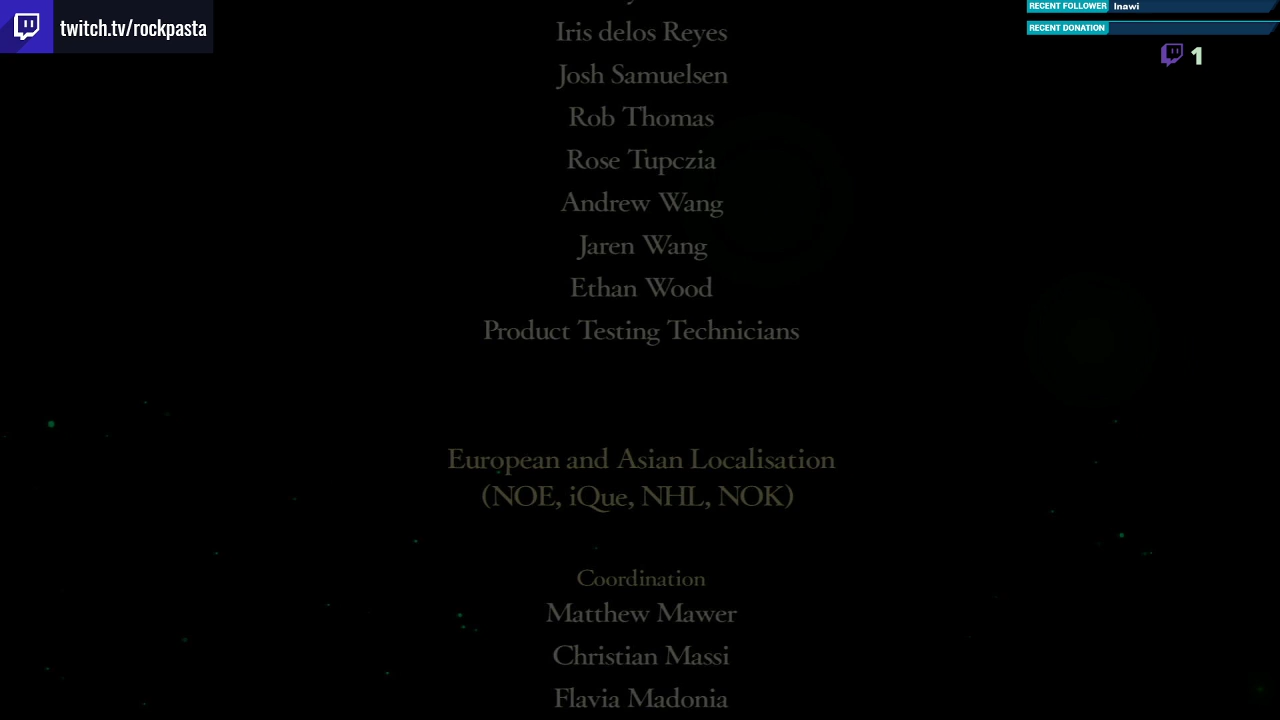 twitch.tv/rockpasta
RECENT FOLLOWER Inawi
RECENT DONATION
1
Iris delos Reyes
Josh Samuelsen
Rob Thomas
Rose Tupczia
Andrew Wang
Jaren Wang
Ethan Wood
Product Testing Technicians
European and Asian Localisation
(NOE, iQue, NHL, NOK)
Coordination
Matthew Mawer
Christian Massi
Flavia Madonia